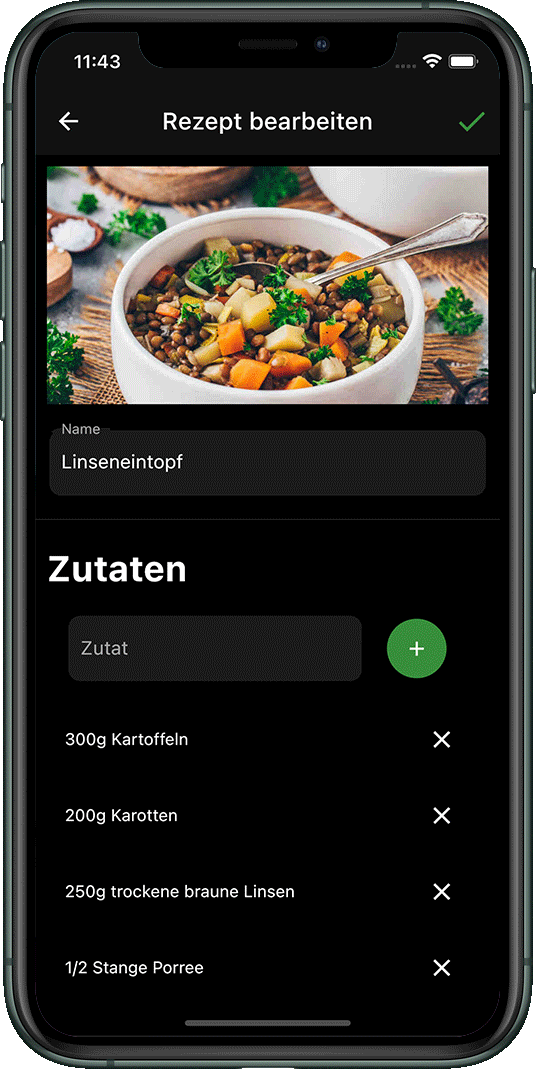 11:43
Rezept bearbeiten
Name
Linseneintopf
Zutaten
Zutat
300g Kartoffeln
200g Karotten
250g trockene braune Linsen
1/2 Stange Porree